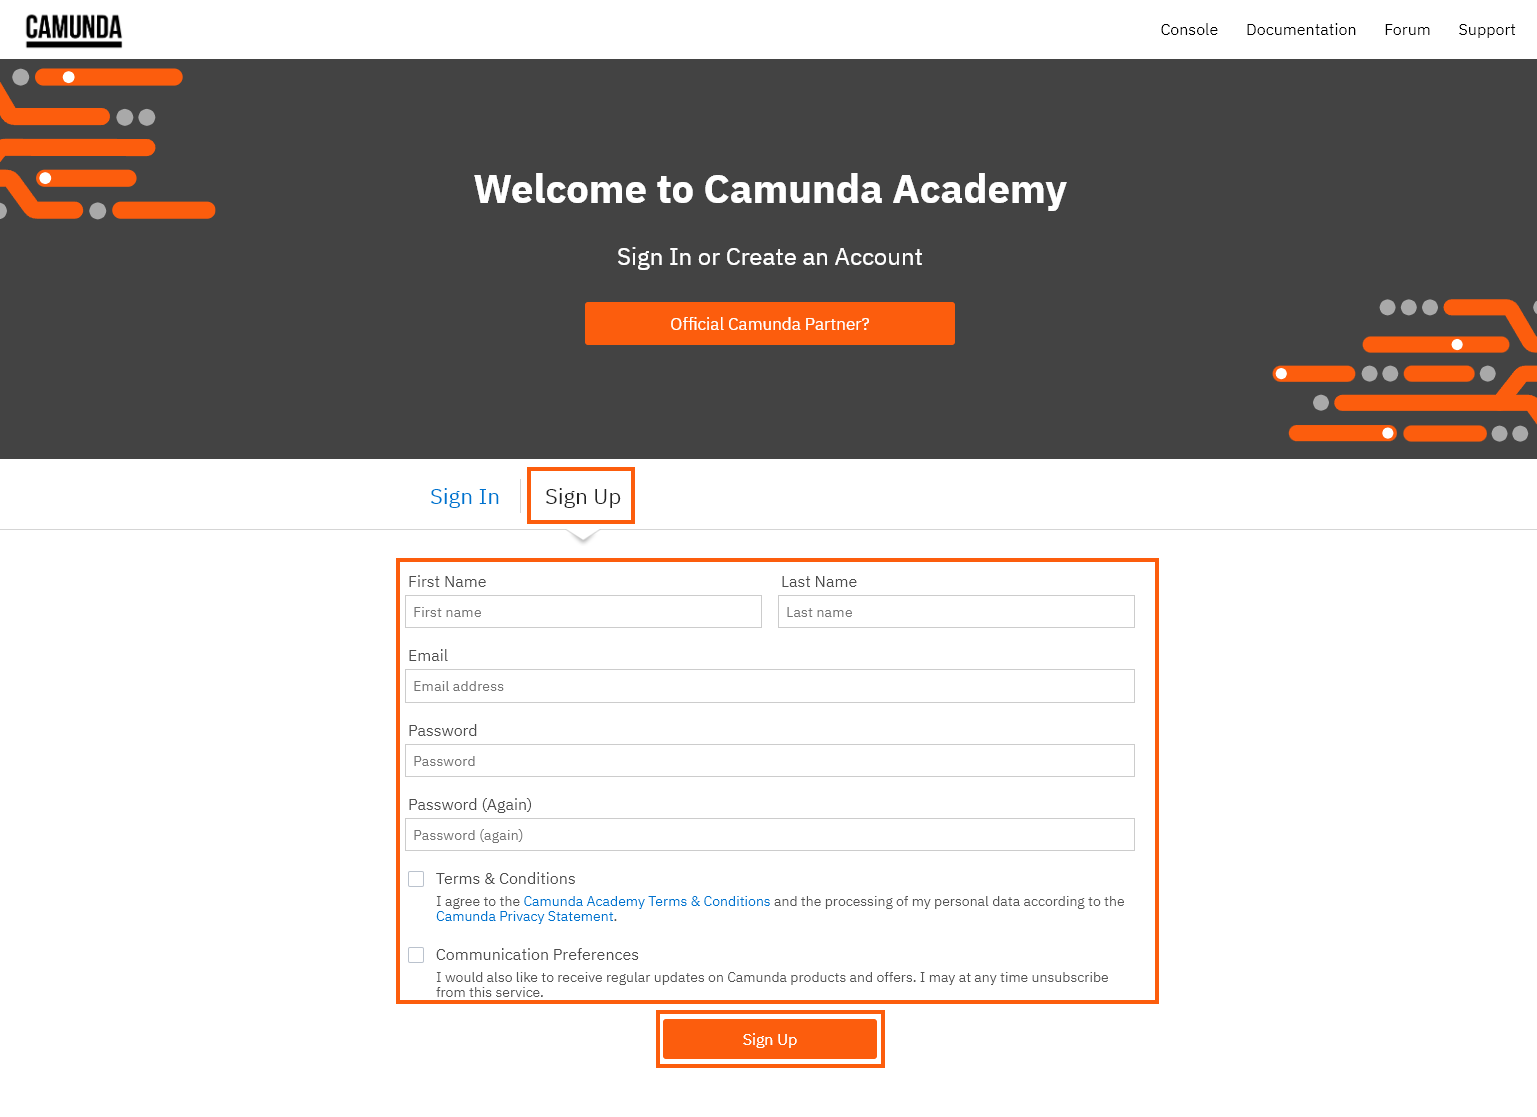 CAMUNDA
Console Documentation Forum Support
Welcome to Camunda Academy
Sign In or Create an Account
Official Camunda Partner?
Sign In Sign Up
First Name Last Name
First name Last name
Email
Email address
Password
Password
Password (Again)
Password (again)
Terms & Conditions
I agree to the Camunda Academy Terms & Conditions and the processing of my personal data according to the
Camunda Privacy Statement.
Communication Preferences
I would also like to receive regular updates on Camunda products and offers. I may at any time unsubscribe
from this service.
Sign Up